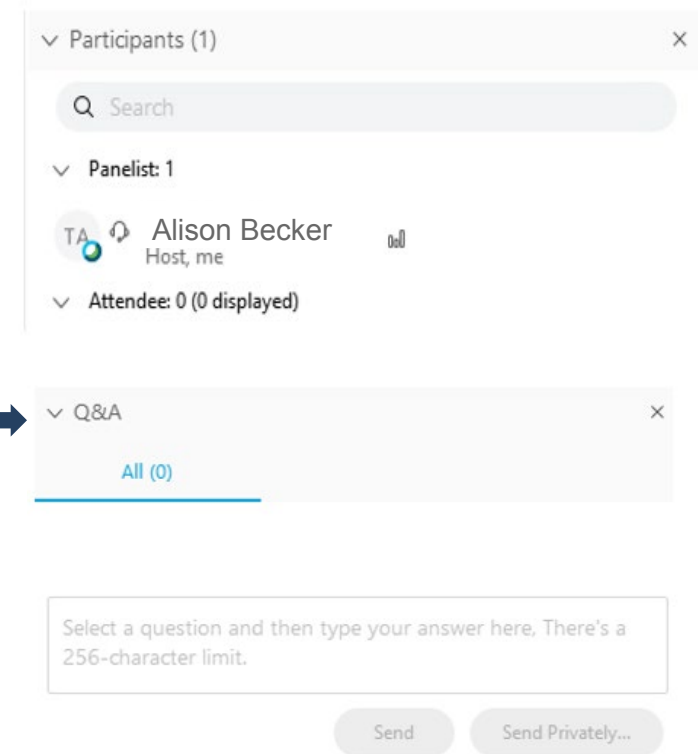 Participants (1)
Search
Panelist: 1
TA
Alison Becker
Host, me
Attendee: 0 (0 displayed)
Q&A
All (0)
Select a question and then type your answer here, There's a
256-character limit.
Send
Send Privately...